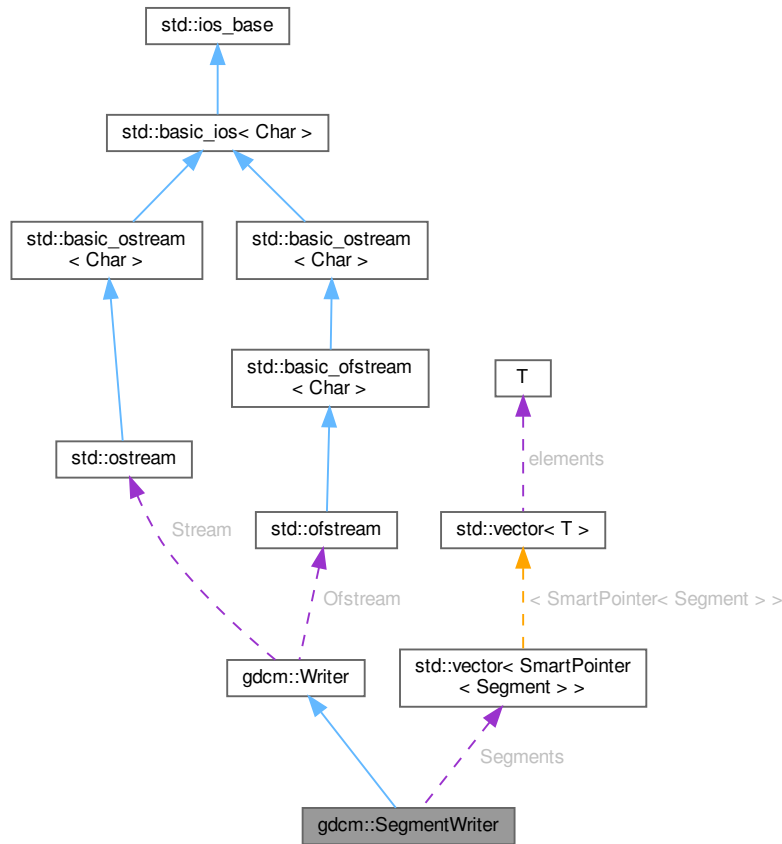 std::ios_base
std::basic_ios< Char >
std::basic_ostream
< Char >
std::basic_ostream
< Char >
std::basic_ofstream
< Char >
T
std::ostream
elements
std::ofstream
std::vector< T >
Stream
Ofstream
< SmartPointer< Segment > >
gdcm::Writer
std::vector< SmartPointer
< Segment > >
Segments
gdcm::SegmentWriter